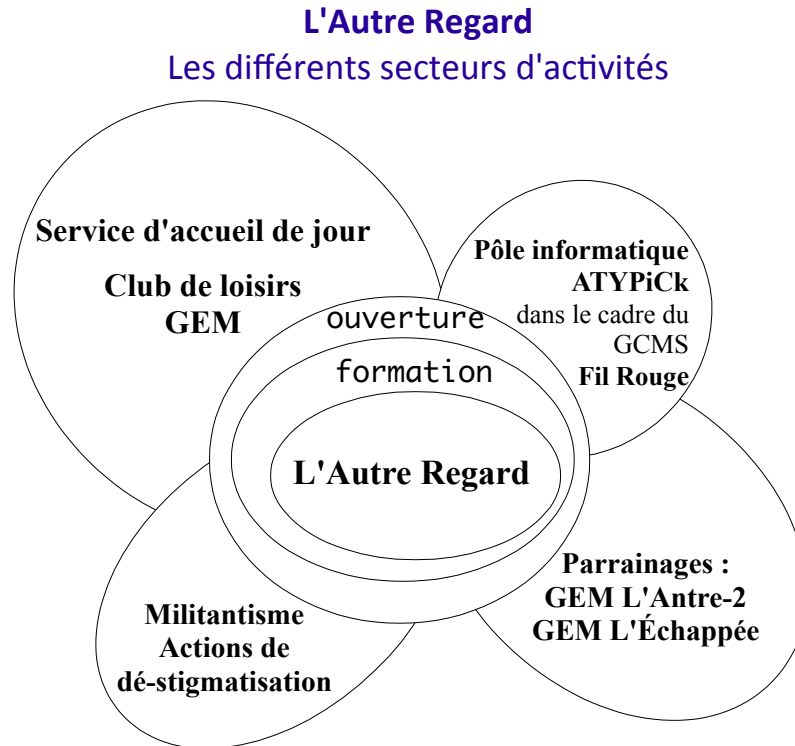 L'Autre Regard
Les différents secteurs d'activités
Service d'accueil de jour
Club de loisirs
GEM
Pôle informatique
ATYPiCk
dans le cadre du
GCMS
Fil Rouge
ouverture
formation
L'Autre Regard
Militantisme
Actions de
dé-stigmatisation
Parrainages :
GEM L'Antre-2
GEM L'Échappée